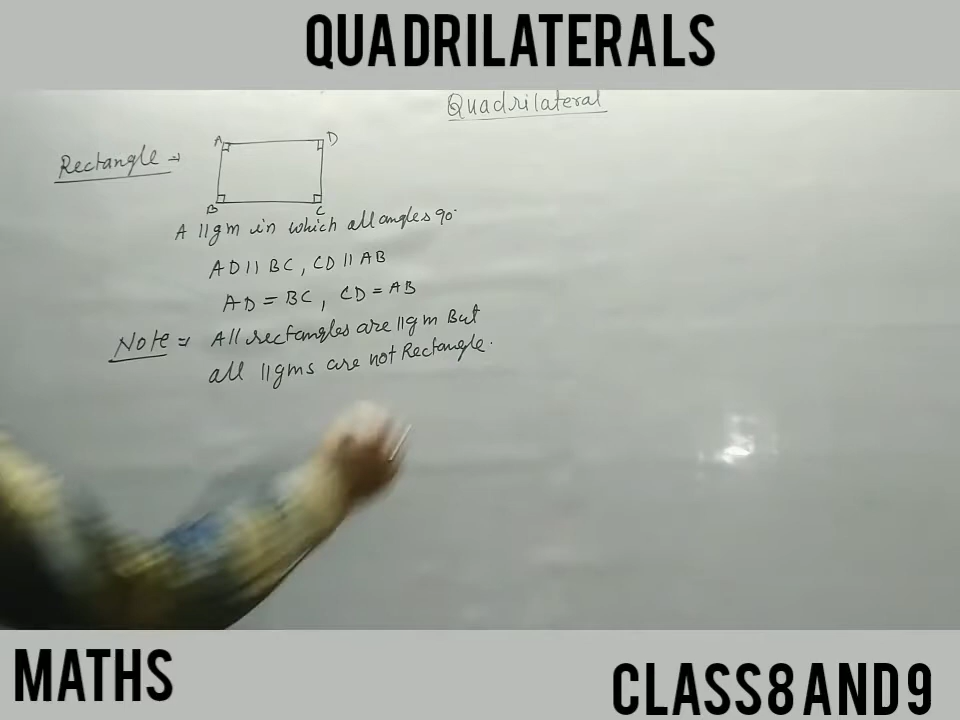 QUADRILATERALS
Quadrilateral
Rectangle →
A D
B C
A llgm in which all angles 90°
AD ll BC, CD ll AB
AD = BC, CD = AB
Note = All rectangles are llgm But
all llgms are not Rectangle.
MATHS
CLASS 8 AND 9